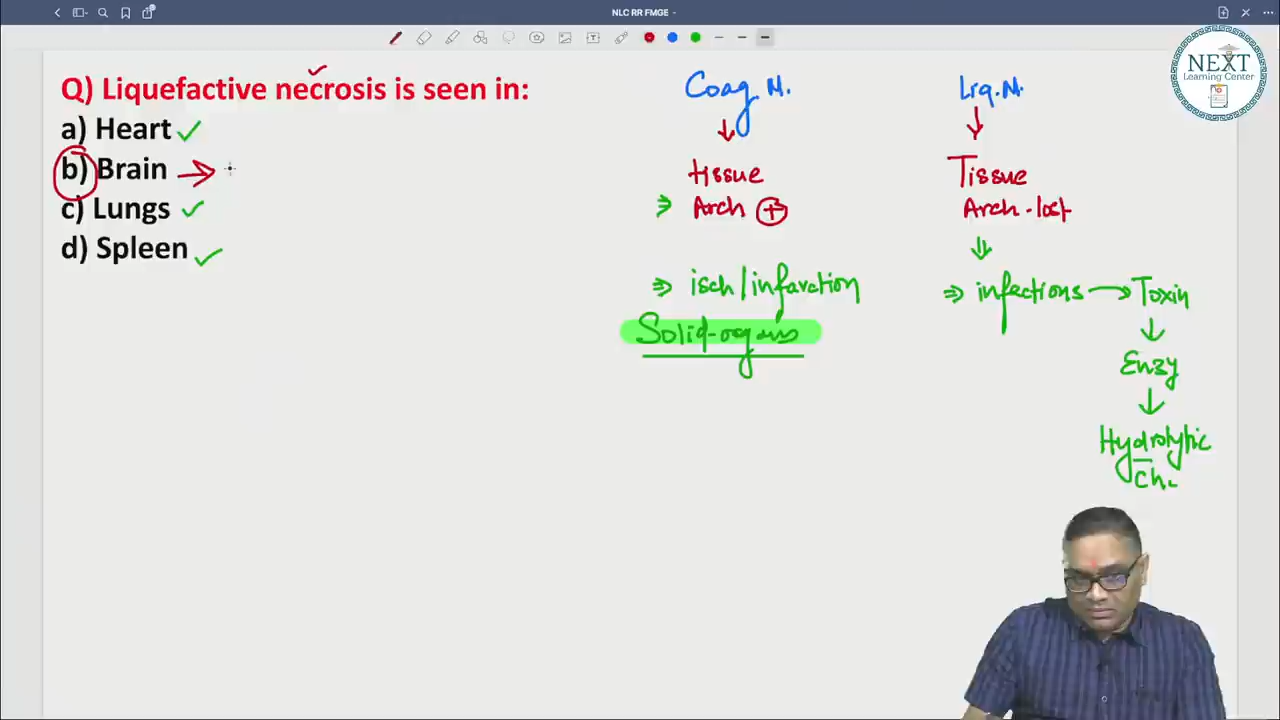 NLC RR FMGE
NEXT
Learning Center
Q) Liquefactive necrosis is seen in:
a) Heart ✓
b) Brain →
c) Lungs ✓
d) Spleen ✓
Coag N.
↓
tissue
⇒ Arch ⊕
⇒ isch/infarction
Solid-organs
Liq. N.
↓
Tissue
Arch. lost
⇓
⇒ infections → Toxin
↓
Enzy
↓
Hydrolytic
Ch.